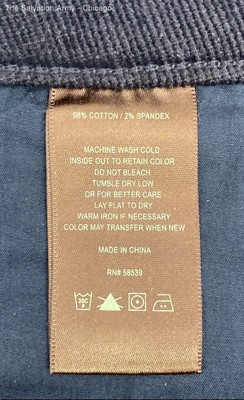 The Salvation Army - Chicago
98% COTTON / 2% SPANDEX
MACHINE WASH COLD
INSIDE OUT TO RETAIN COLOR
DO NOT BLEACH
TUMBLE DRY LOW
OR FOR BETTER CARE
LAY FLAT TO DRY
WARM IRON IF NECESSARY
COLOR MAY TRANSFER WHEN NEW
MADE IN CHINA
RN# 58539